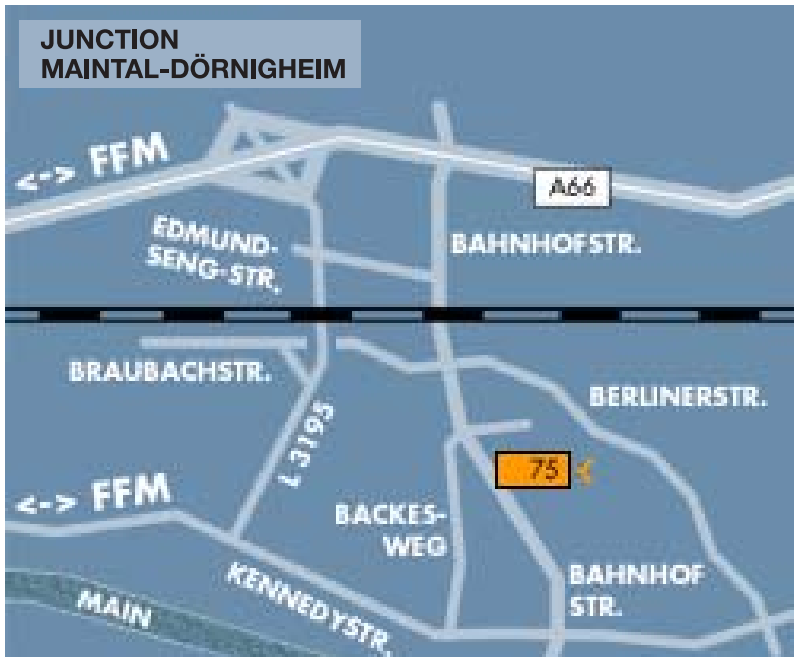 JUNCTION
MAINTAL-DÖRNIGHEIM
<-> FFM
A66
EDMUND-
SENG-STR.
BAHNHOFSTR.
BRAUBACHSTR.
BERLINERSTR.
L 3195
75
<-> FFM
BACKES-
WEG
BAHNHOF
STR.
KENNEDYSTR.
MAIN